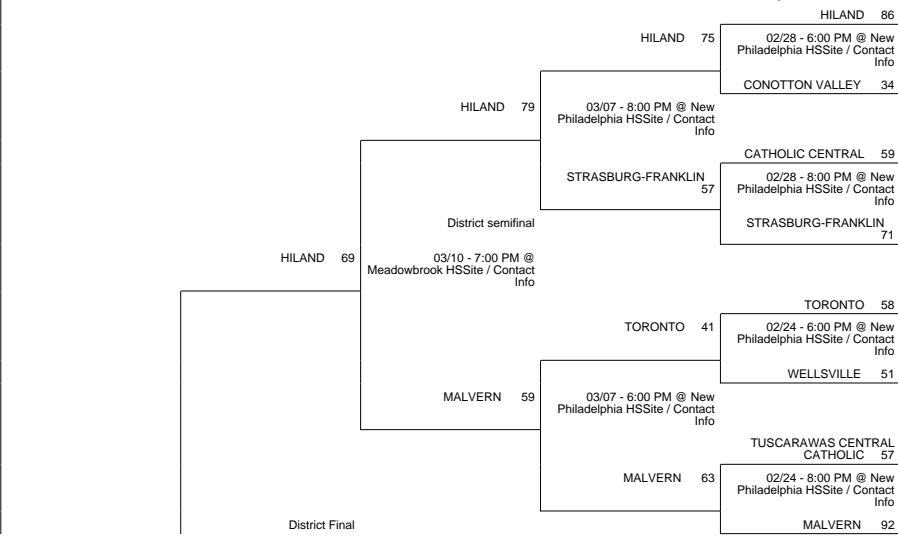 HILAND 86
HILAND 75
02/28 - 6:00 PM @ New
Philadelphia HSSite / Contact
Info
CONOTTON VALLEY 34
HILAND 79
03/07 - 8:00 PM @ New
Philadelphia HSSite / Contact
Info
CATHOLIC CENTRAL 59
STRASBURG-FRANKLIN
57
02/28 - 8:00 PM @ New
Philadelphia HSSite / Contact
Info
District semifinal
STRASBURG-FRANKLIN
71
HILAND 69
03/10 - 7:00 PM @
Meadowbrook HSSite / Contact
Info
TORONTO 58
TORONTO 41
02/24 - 6:00 PM @ New
Philadelphia HSSite / Contact
Info
WELLSVILLE 51
MALVERN 59
03/07 - 6:00 PM @ New
Philadelphia HSSite / Contact
Info
TUSCARAWAS CENTRAL
CATHOLIC 57
MALVERN 63
02/24 - 8:00 PM @ New
Philadelphia HSSite / Contact
Info
District Final
MALVERN 92